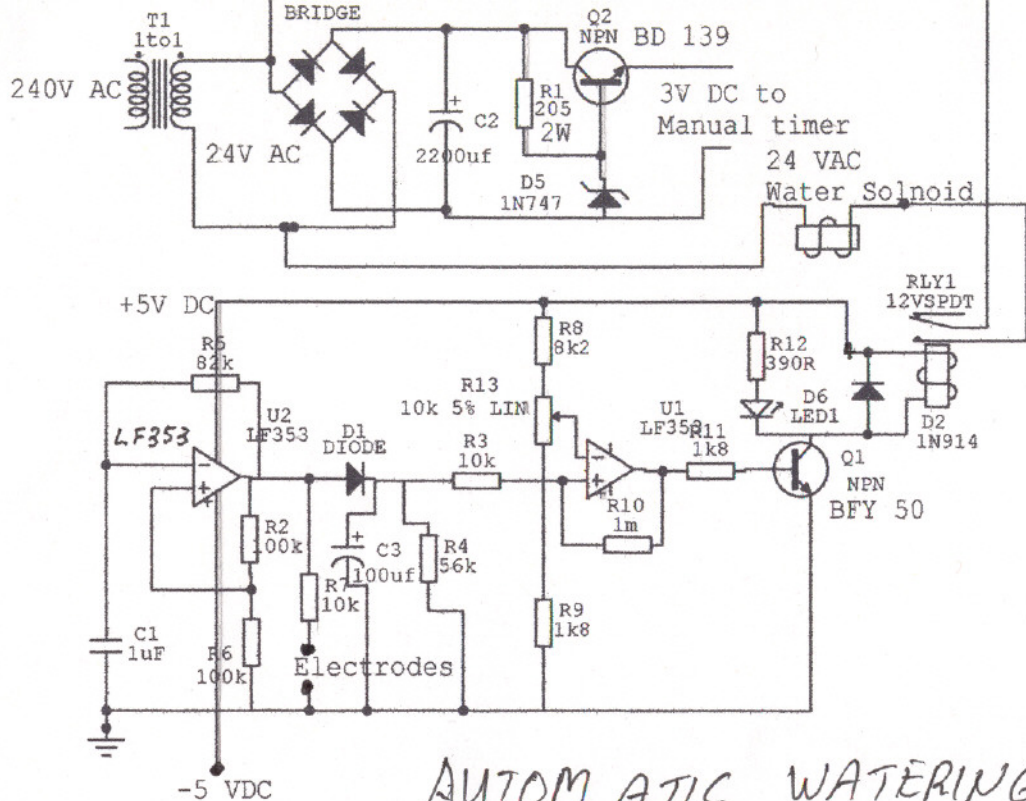 BRIDGE
T1
1to1
240V AC
24V AC
C2
2200uf
R1
205
2W
Q2
NPN
BD 139
D5
1N747
3V DC to
Manual timer
24 VAC
Water Solnoid
RLY1
12VSPDT
+5V DC
R5
82k
LF353
U2
LF353
D1
DIODE
R3
10k
R8
8k2
R13
10k 5% LIN
U1
LF353
R11
1k8
R12
390R
D6
LED1
D2
1N914
Q1
NPN
BFY 50
R10
1m
R2
100k
R7
10k
C3
100uf
R4
56k
R9
1k8
C1
1uF
R6
100k
Electrodes
-5 VDC
AUTOMATIC WATERING